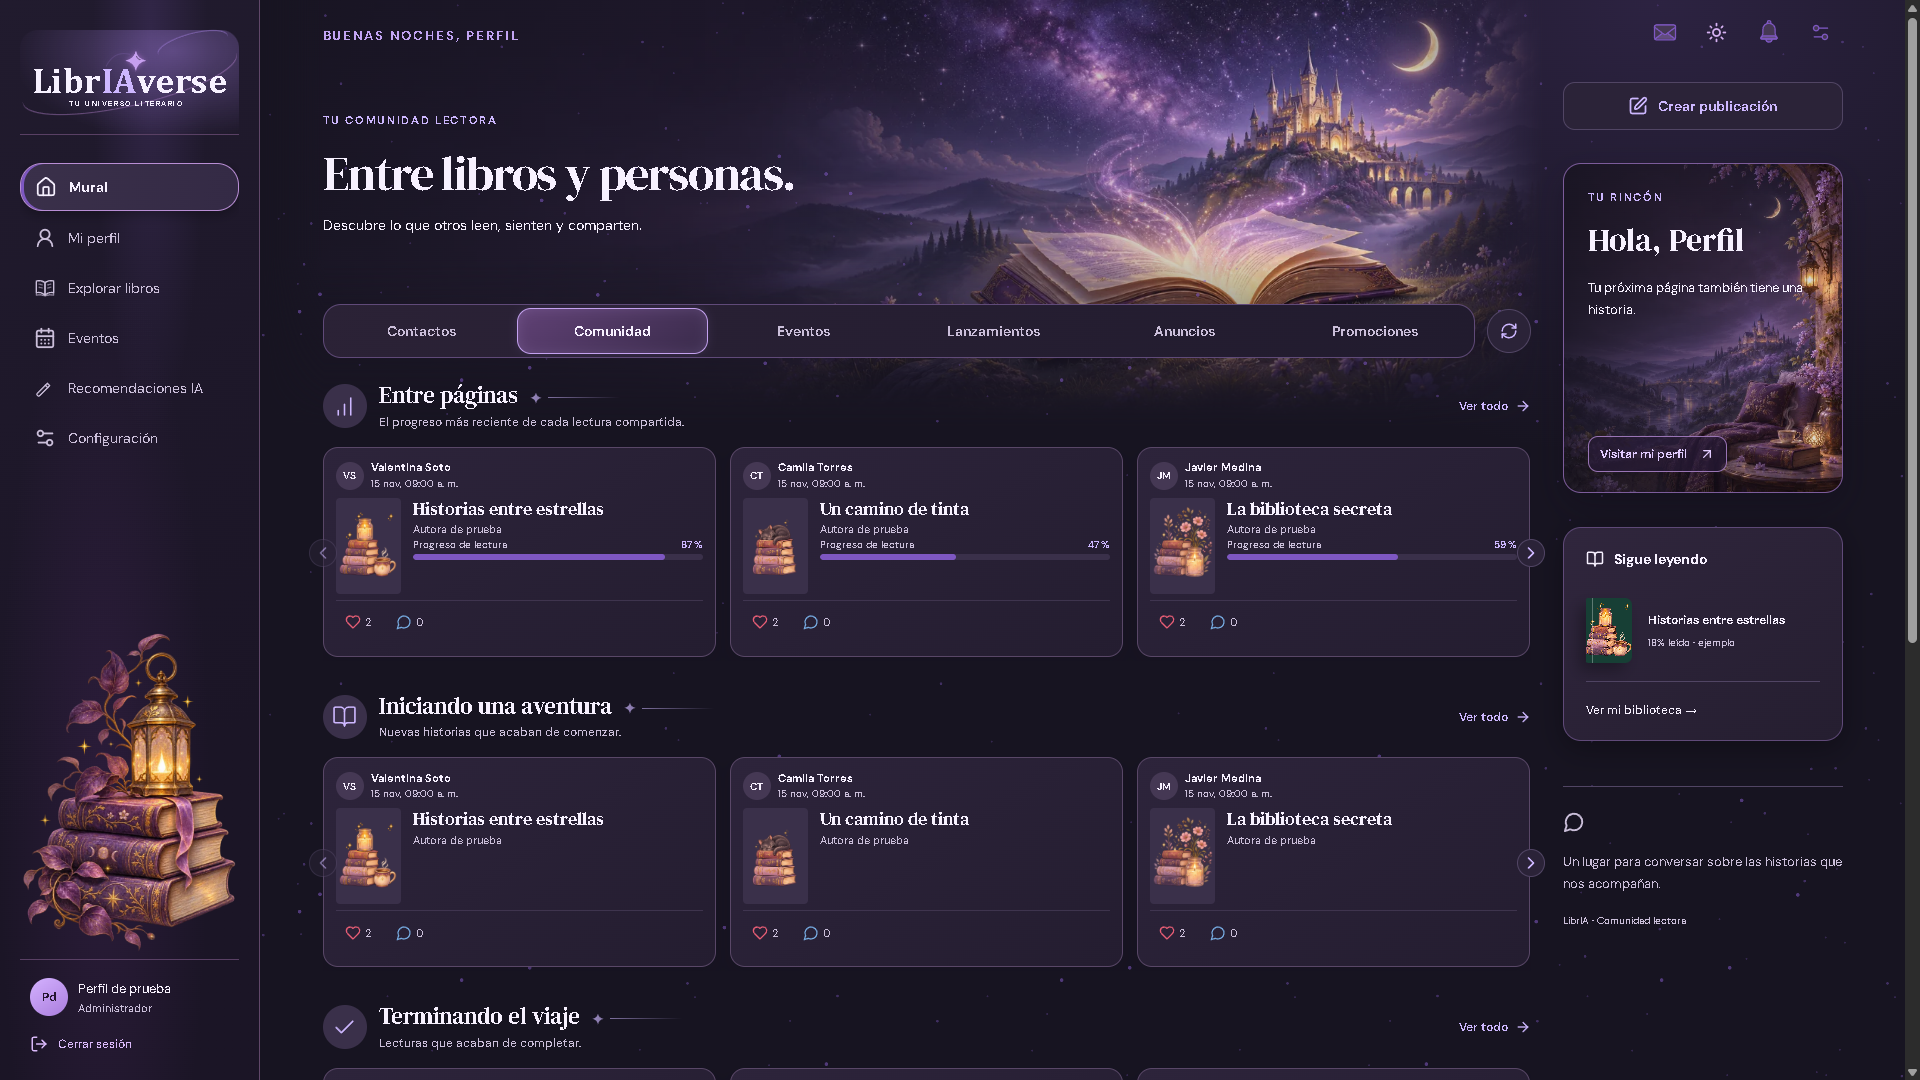 LibrIAverse
TU UNIVERSO LITERARIO
Mural
Mi perfil
Explorar libros
Eventos
Recomendaciones IA
Configuración
Perfil de prueba
Pd
Administrador
Cerrar sesión
BUENAS NOCHES, PERFIL
TU COMUNIDAD LECTORA
Entre libros y personas.
Descubre lo que otros leen, sienten y comparten.
Contactos
Comunidad
Eventos
Lanzamientos
Anuncios
Promociones
Entre páginas
El progreso más reciente de cada lectura compartida.
Ver todo
VS
Valentina Soto
15 nov, 09:00 a. m.
Historias entre estrellas
Autora de prueba
Progreso de lectura
87%
2
0
CT
Camila Torres
15 nov, 09:00 a. m.
Un camino de tinta
Autora de prueba
Progreso de lectura
47%
2
0
JM
Javier Medina
15 nov, 09:00 a. m.
La biblioteca secreta
Autora de prueba
Progreso de lectura
59%
2
0
Iniciando una aventura
Nuevas historias que acaban de comenzar.
Ver todo
VS
Valentina Soto
15 nov, 09:00 a. m.
Historias entre estrellas
Autora de prueba
2
0
CT
Camila Torres
15 nov, 09:00 a. m.
Un camino de tinta
Autora de prueba
2
0
JM
Javier Medina
15 nov, 09:00 a. m.
La biblioteca secreta
Autora de prueba
2
0
Terminando el viaje
Lecturas que acaban de completar.
Ver todo
Crear publicación
TU RINCÓN
Hola, Perfil
Tu próxima página también tiene una
historia.
Visitar mi perfil
Sigue leyendo
Historias entre estrellas
18% leído · ejemplo
Ver mi biblioteca →
Un lugar para conversar sobre las historias que
nos acompañan.
LibrIA · Comunidad lectora